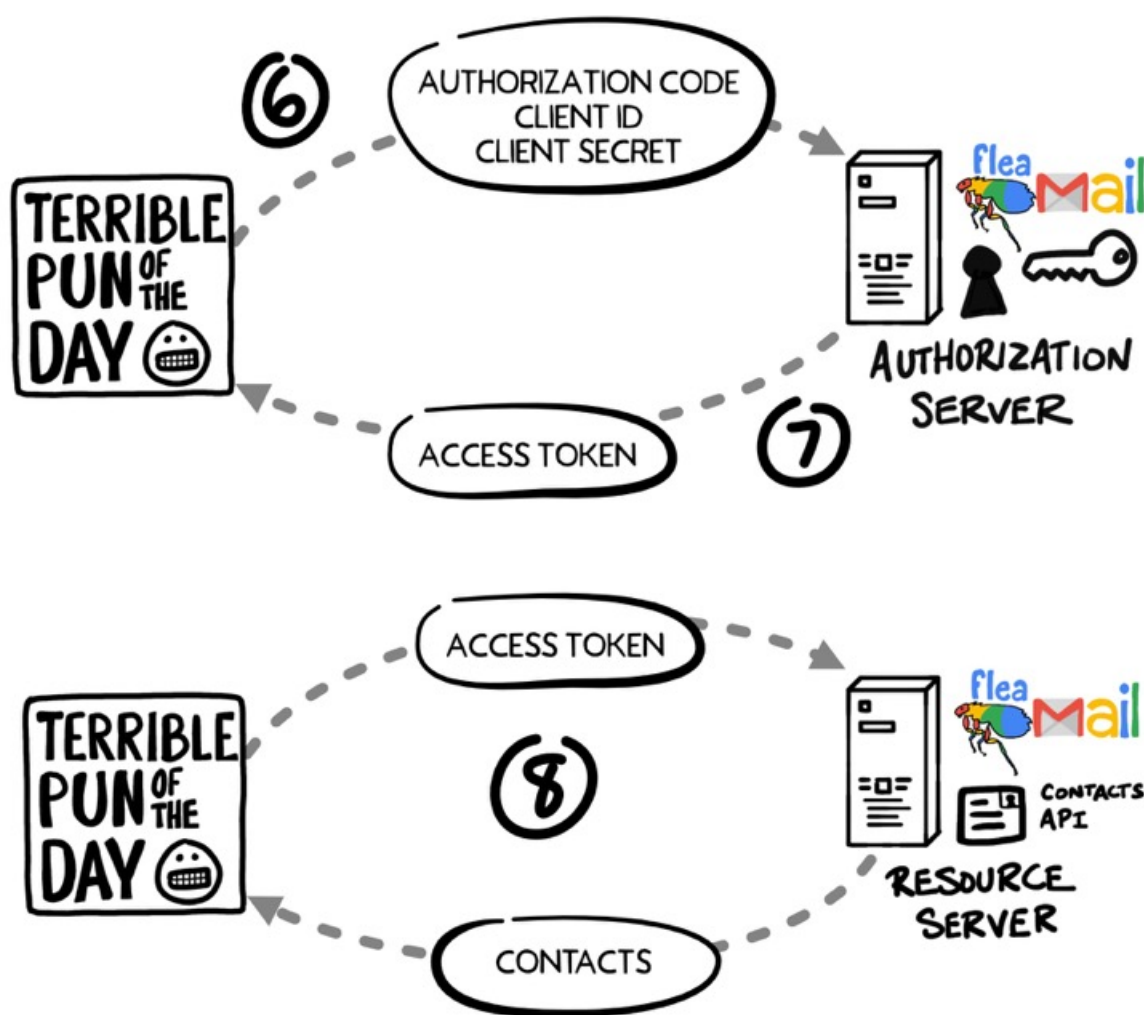 6
AUTHORIZATION CODE
CLIENT ID
CLIENT SECRET
TERRIBLE
PUN OF THE
DAY
flea
Mail
AUTHORIZATION
SERVER
ACCESS TOKEN
7
ACCESS TOKEN
TERRIBLE
PUN OF THE
DAY
8
flea
Mail
CONTACTS
API
RESOURCE
SERVER
CONTACTS